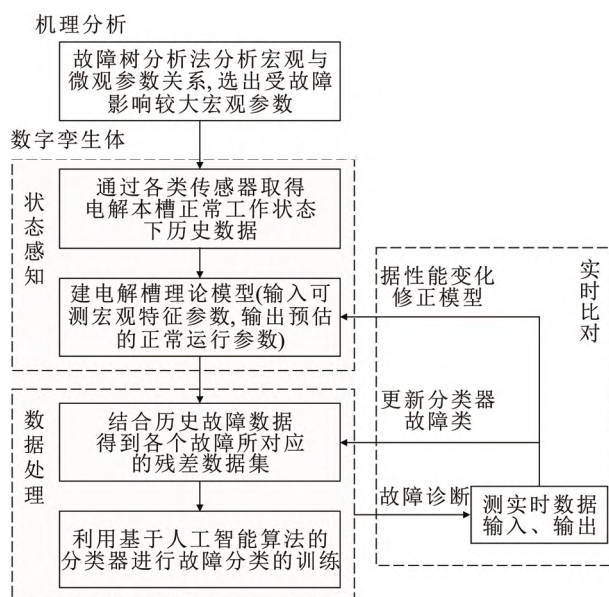 机理分析
故障树分析法分析宏观与
微观参数关系,选出受故障
影响较大宏观参数
数字孪生体
状态感知
通过各类传感器取得
电解本槽正常工作状态
下历史数据
建电解槽理论模型(输入可
测宏观特征参数,输出预估
的正常运行参数)
数据处理
结合历史故障数据
得到各个故障所对应
的残差数据集
利用基于人工智能算法的
分类器进行故障分类的训练
实时比对
据性能变化
修正模型
更新分类器
故障类
故障诊断
测实时数据
输入、输出